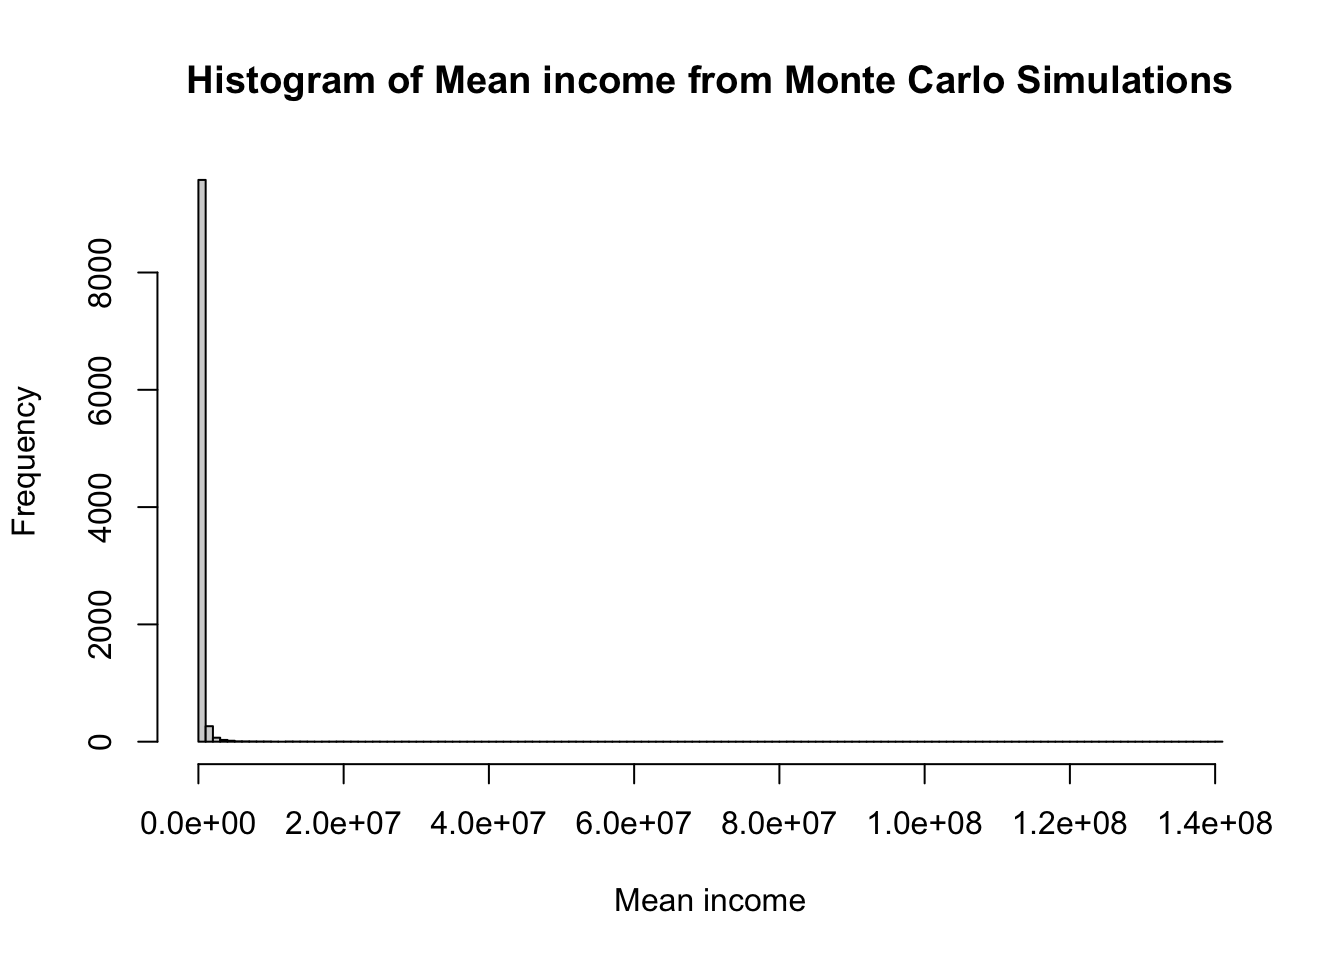 Histogram of Mean income from Monte Carlo Simulations
Frequency
8000
6000
4000
2000
0
0.0e+00 2.0e+07 4.0e+07 6.0e+07 8.0e+07 1.0e+08 1.2e+08 1.4e+08
Mean income